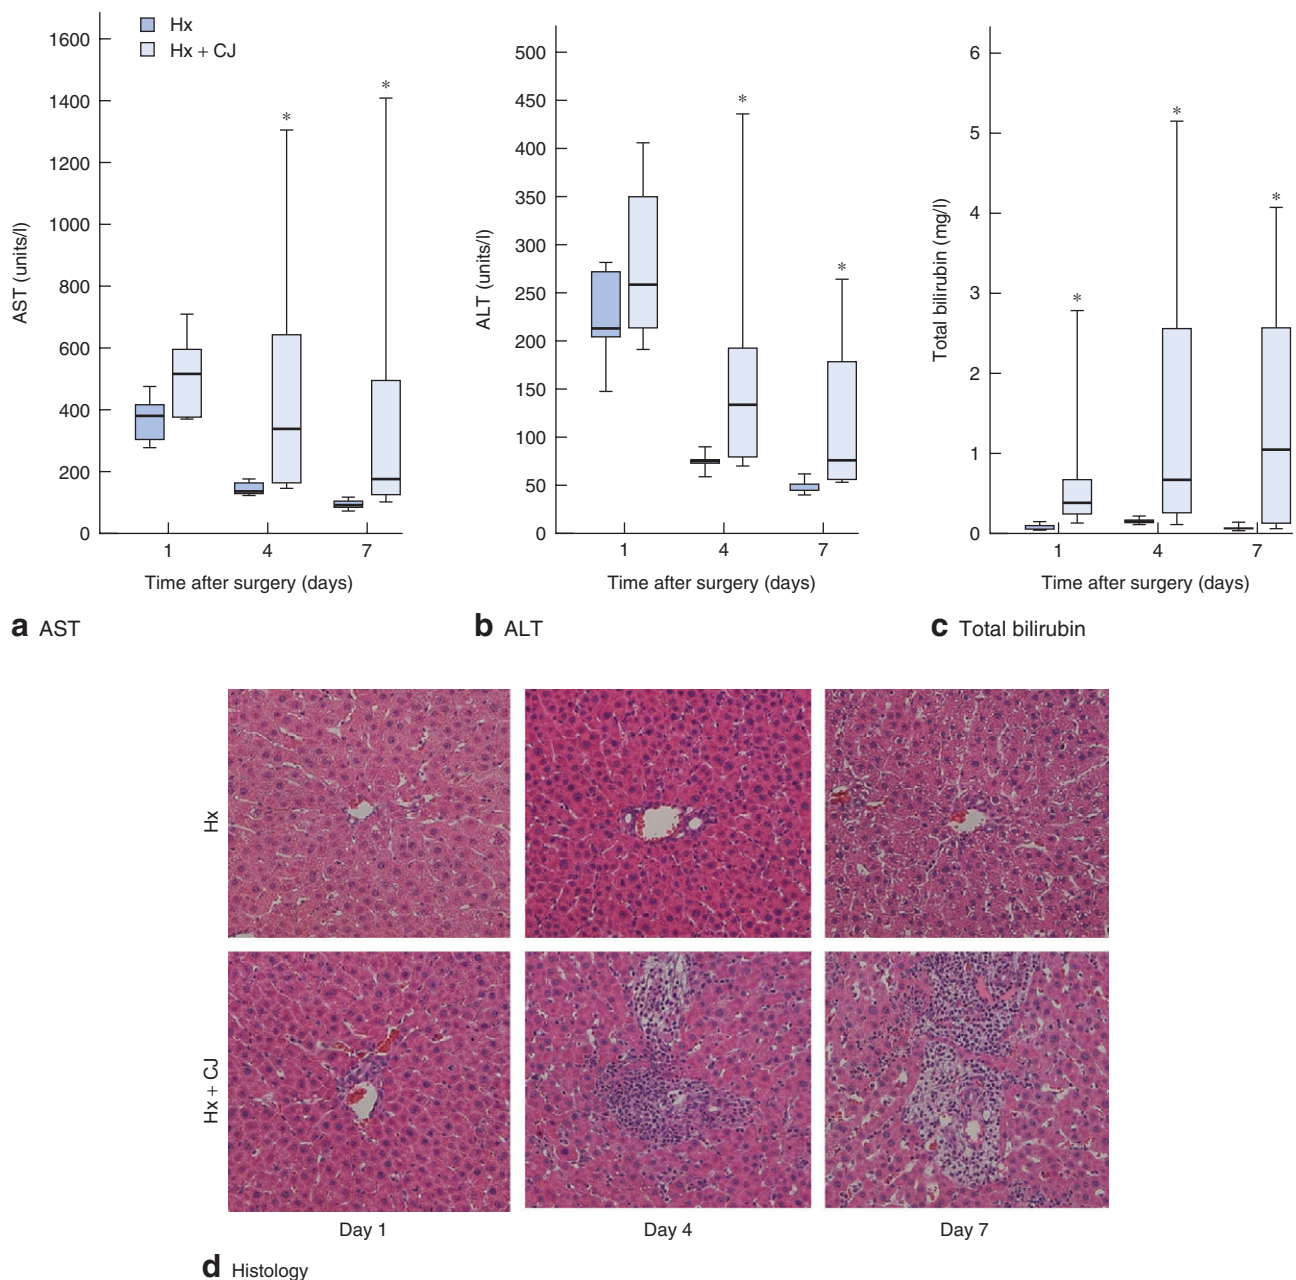 Hx
Hx + CJ
1600
1400
1200
1000
800
600
400
200
0
AST (units/l)
*
*
1
4
7
Time after surgery (days)
a AST
500
450
400
350
300
250
200
150
100
50
0
ALT (units/l)
*
*
1
4
7
Time after surgery (days)
b ALT
6
5
4
3
2
1
0
Total bilirubin (mg/l)
*
*
*
1
4
7
Time after surgery (days)
c Total bilirubin
Hx
Hx + CJ
Day 1
Day 4
Day 7
d Histology